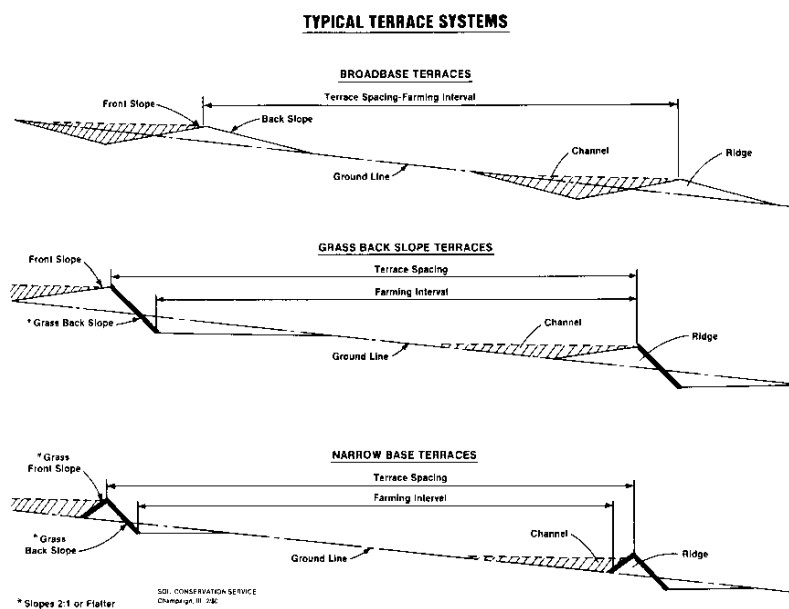 TYPICAL TERRACE SYSTEMS
BROADBASE TERRACES
Terrace Spacing-Farming Interval
Front Slope
Back Slope
Channel
Ridge
Ground Line
GRASS BACK SLOPE TERRACES
Front Slope
Terrace Spacing
Farming Interval
* Grass Back Slope
Channel
Ridge
Ground Line
NARROW BASE TERRACES
* Grass
Front Slope
Terrace Spacing
Farming Interval
* Grass
Back Slope
Channel
Ridge
Ground Line
* Slopes 2:1 or Flatter
SOIL CONSERVATION SERVICE
Champaign, Ill.